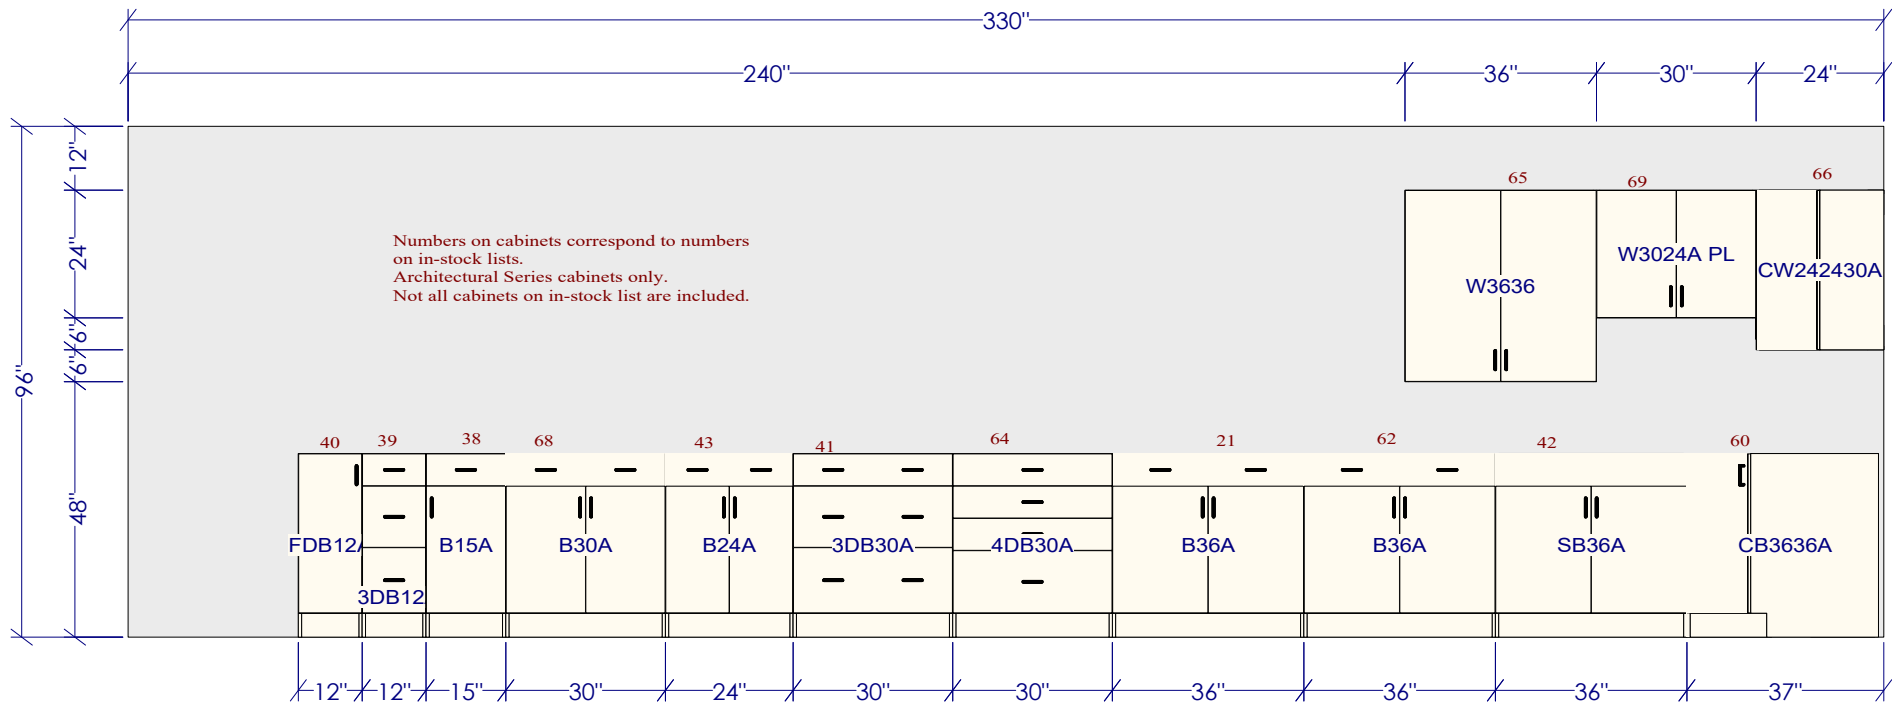 330"
240" 36" 30" 24"
12"
24"
6"
6"
48"
96"
65 69 66
Numbers on cabinets correspond to numbers
on in-stock lists.
Architectural Series cabinets only.
Not all cabinets on in-stock list are included.
W3636 W3024A PL CW242430A
40 39 38 68 43 41 64 21 62 42 60
FDB12A 3DB12 B15A B30A B24A 3DB30A 4DB30A B36A B36A SB36A CB3636A
12" 12" 15" 30" 24" 30" 30" 36" 36" 36" 37"